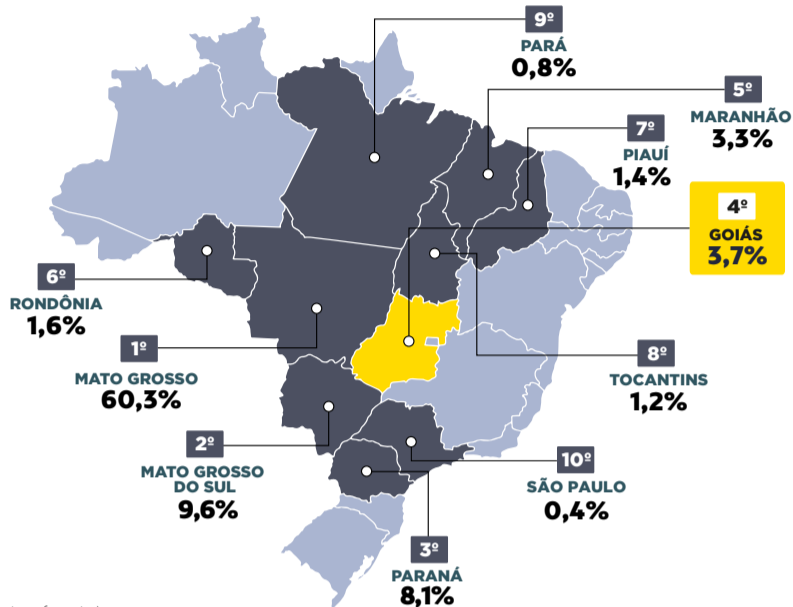 9º
PARÁ
0,8%
5º
MARANHÃO
3,3%
7º
PIAUÍ
1,4%
4º
GOIÁS
3,7%
6º
RONDÔNIA
1,6%
1º
MATO GROSSO
60,3%
8º
TOCANTINS
1,2%
2º
MATO GROSSO
DO SUL
9,6%
10º
SÃO PAULO
0,4%
3º
PARANÁ
8,1%